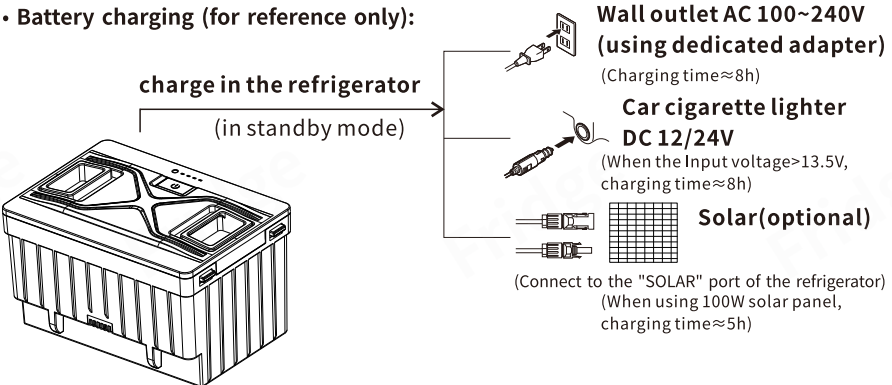 • Battery charging (for reference only):
charge in the refrigerator
(in standby mode)
Wall outlet AC 100~240V
(using dedicated adapter)
(Charging time≈8h)
Car cigarette lighter
DC 12/24V
(When the Input voltage>13.5V,
charging time≈8h)
Solar(optional)
(Connect to the "SOLAR" port of the refrigerator)
(When using 100W solar panel,
charging time≈5h)